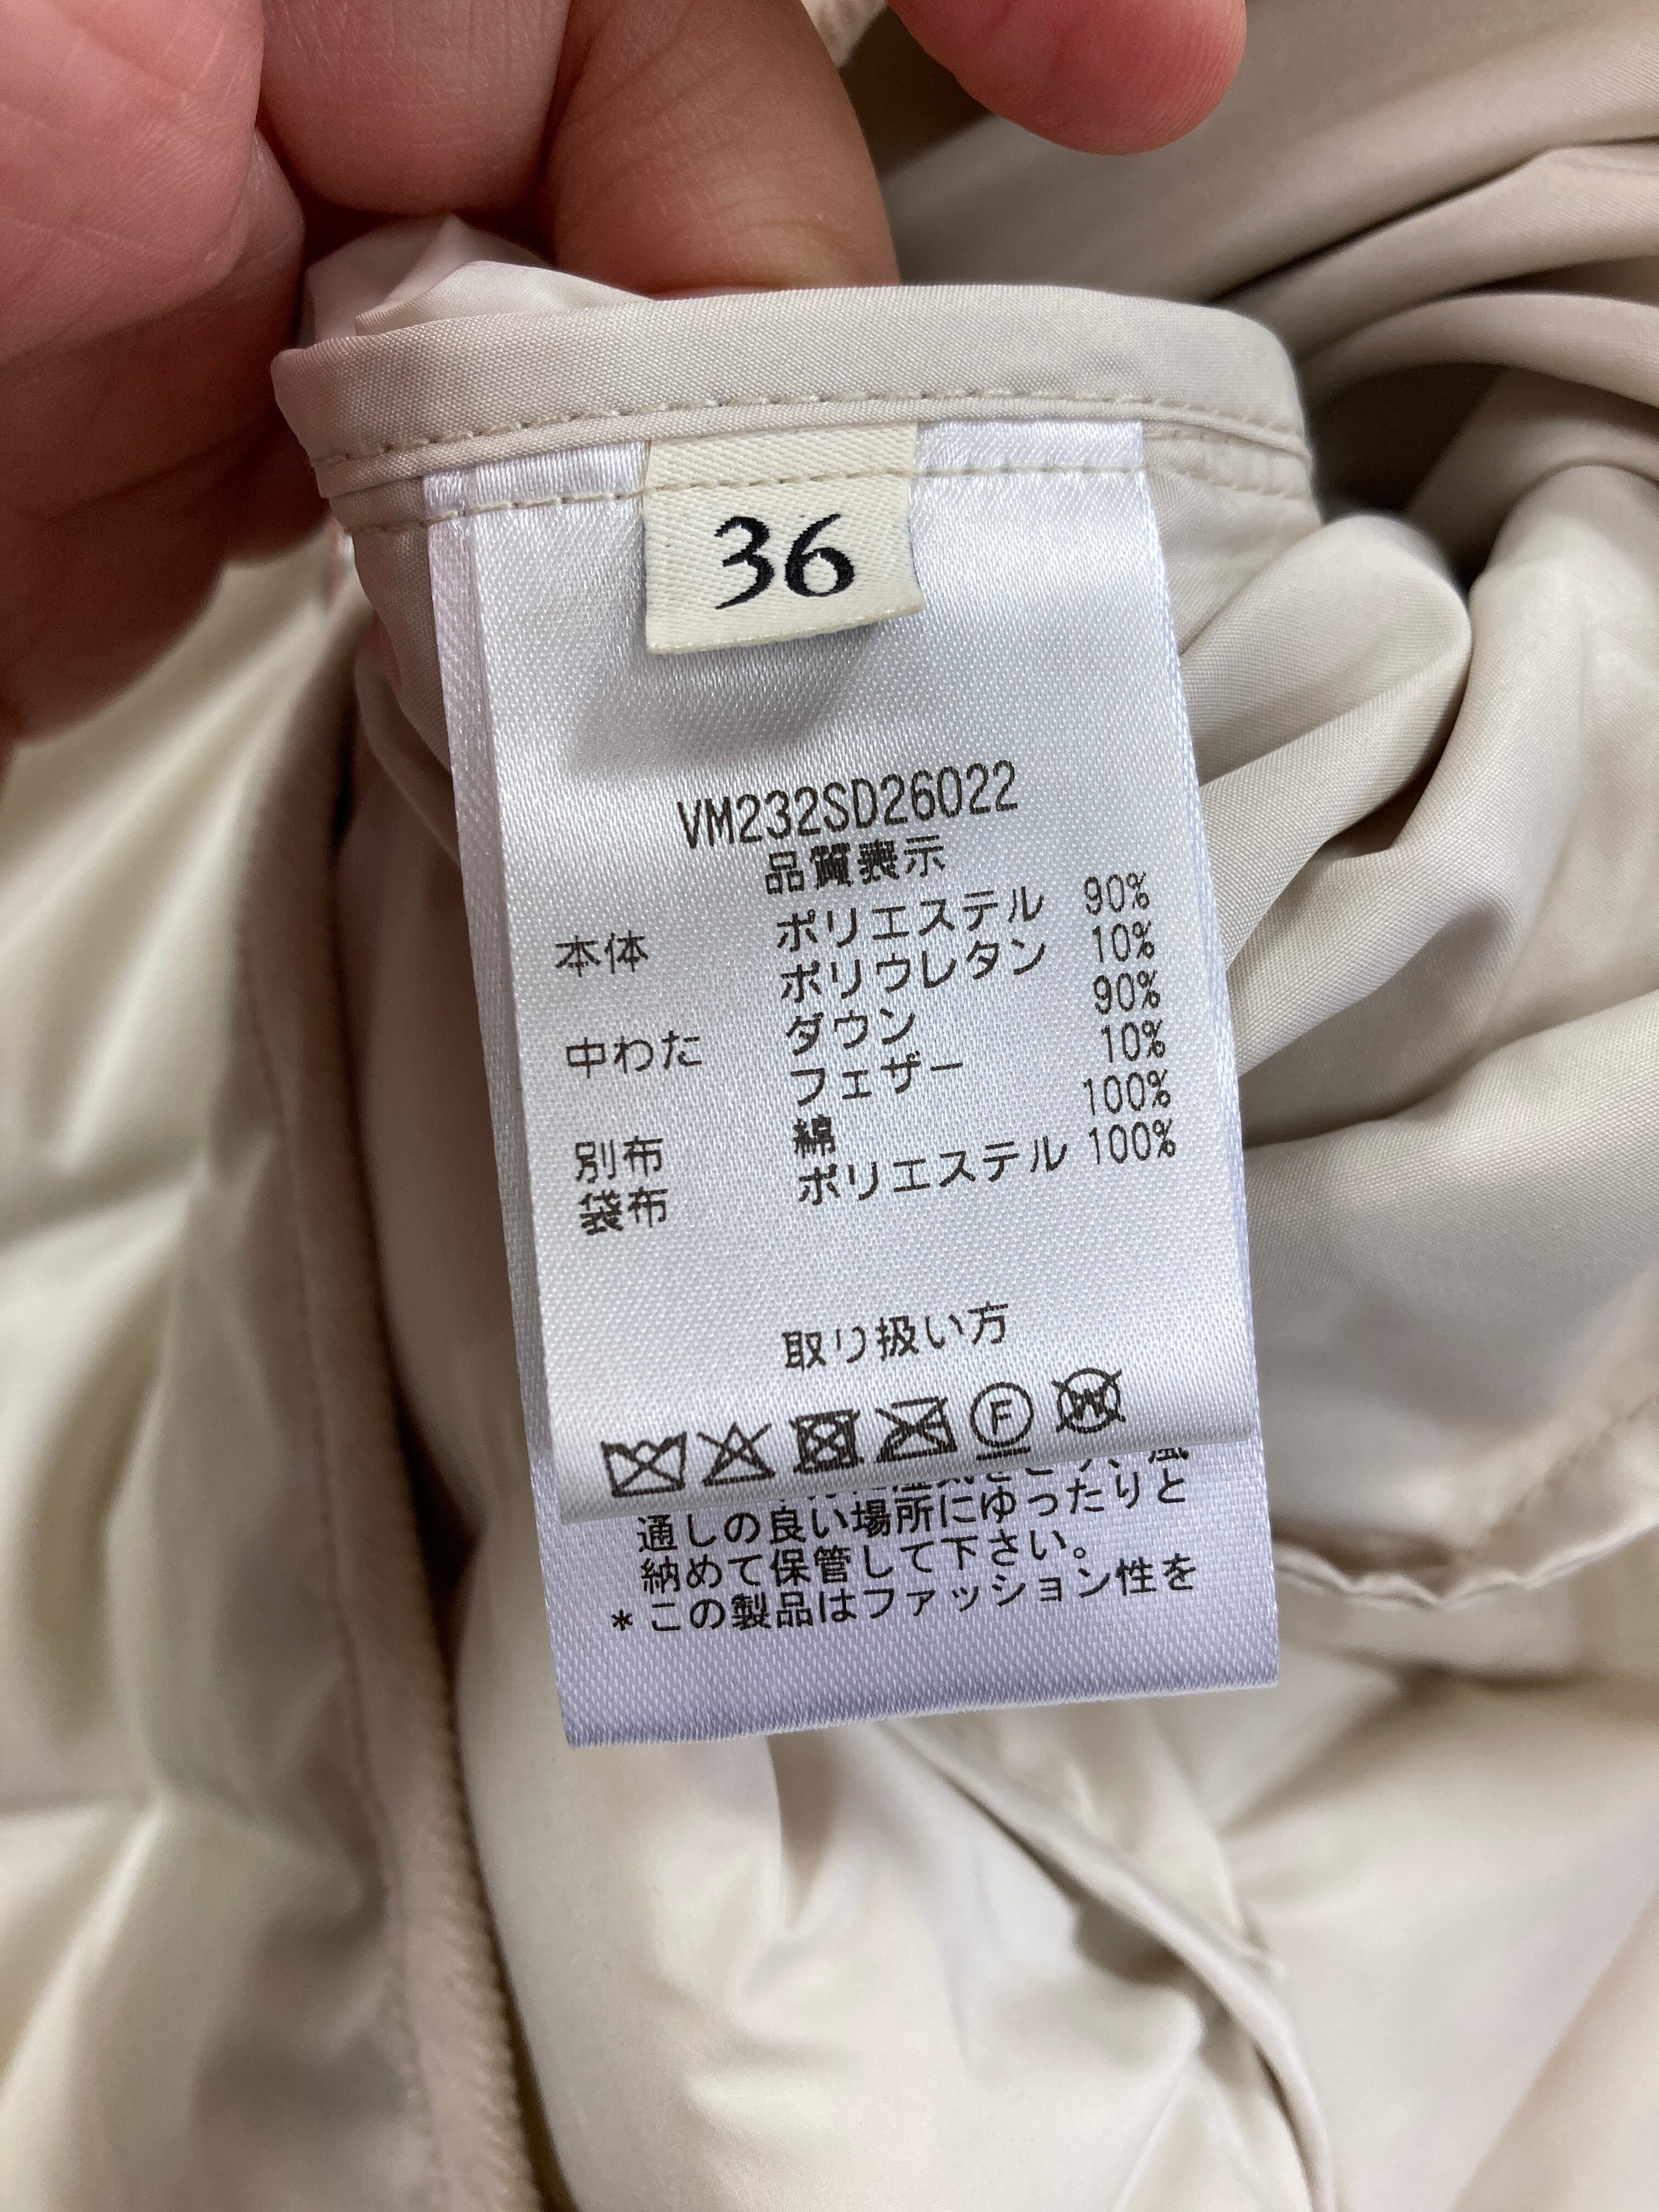 36
VM232SD26022
品質表示
本体 ポリエステル 90%
ポリウレタン 10%
中わた ダウン 90%
フェザー 10%
別布 綿 100%
袋布 ポリエステル 100%
取り扱い方
F
W
通しの良い場所にゆったりと
納めて保管して下さい。
* この製品はファッション性を